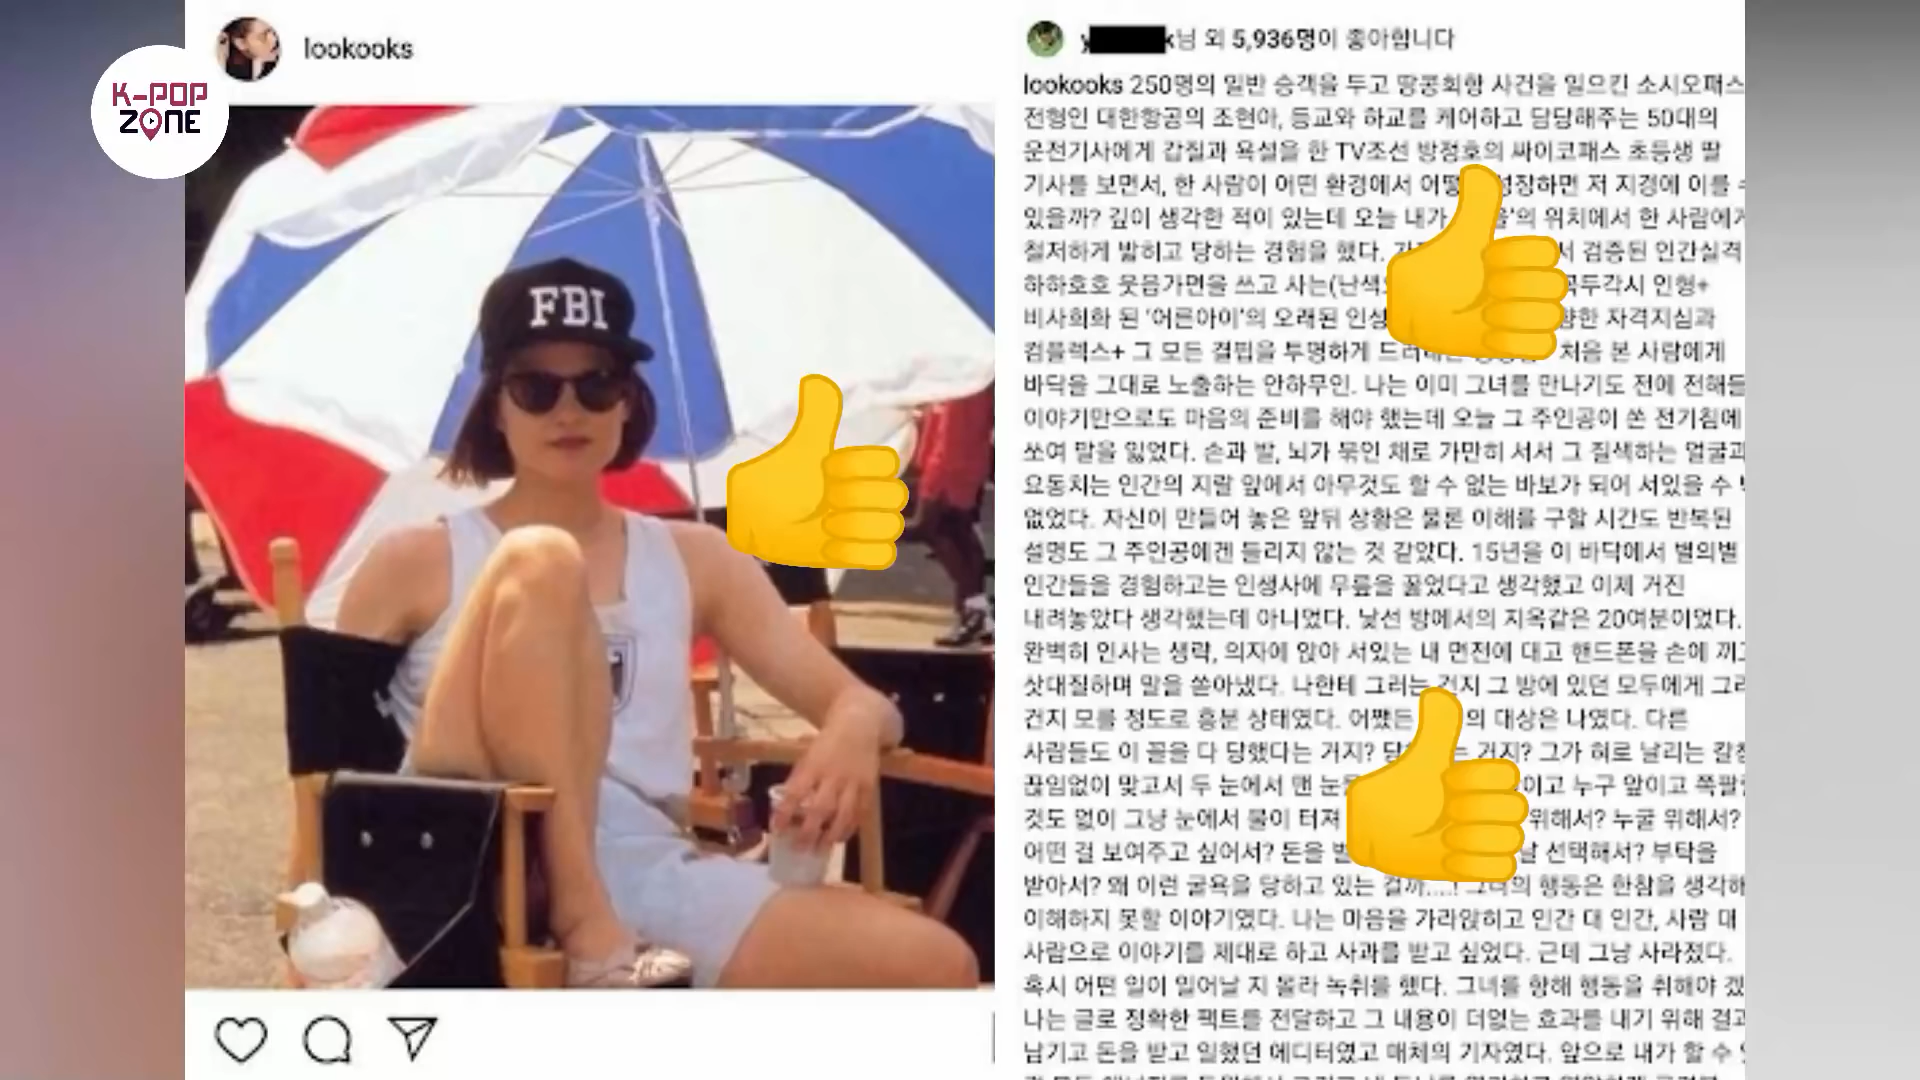 K-POP
ZONE
lookooks
FBI
님 외 5,936명이 좋아합니다
lookooks 250명의 일반 승객을 두고 땅콩회항 사건을 일으킨 소시오패스
전형인 대한항공의 조현아, 등교와 하교를 케어하고 담당해주는 50대의
운전기사에게 갑질과 욕설을 한 TV조선 방정호의 싸이코패스 초등생 딸
기사를 보면서, 한 사람이 어떤 환경에서 성장하면 저 지경에 이를
있을까? 깊이 생각한 적이 있는데 오늘 내가 위치에서 한 사람에게
철저하게 밟히고 당하는 경험을 했다. 검증된 인간실격
하하호호 웃음가면을 쓰고 사는 꼭두각시 인형+
비사회화 된 '어른아이'의 오래된 자격지심과
컴플렉스+ 그 모든 결핍을 투명하게 처음 본 사람에게
바닥을 그대로 노출하는 안하무인. 나는 이미 그녀를 만나기도 전에 전해들
이야기만으로도 마음의 준비를 해야 했는데 오늘 그 주인공이 쏜 전기침에
쏘여 말을 잃었다. 손과 발, 뇌가 묶인 채로 가만히 서서 그 질색하는 얼굴과
요동치는 인간의 지랄 앞에서 아무것도 할 수 없는 바보가 되어 서있을 수
없었다. 자신이 만들어 놓은 앞뒤 상황은 물론 이해를 구할 시간도 반복된
설명도 그 주인공에겐 들리지 않는 것 같았다. 15년을 이 바닥에서 별의별
인간들을 경험하고는 인생사에 무릎을 꿇었다고 생각했고 이제 거진
내려놓았다 생각했는데 아니었다. 낯선 방에서의 지옥같은 20여분이었다.
완벽히 인사는 생략, 의자에 앉아 서있는 내 면전에 대고 핸드폰을 손에 끼고
삿대질하며 말을 쏟아냈다. 나한테 그러는 건지 그 방에 있던 모두에게 그러
건지 모를 정도로 흥분 상태였다. 어쨌든 의 대상은 나였다. 다른
사람들도 이 꼴을 다 당했다는 거지? 거지? 그가 혀로 날리는 칼침
끊임없이 맞고서 두 눈에서 맨 눈물 이고 누구 앞이고 쪽팔릴
것도 없이 그냥 눈에서 물이 터져 위해서? 누굴 위해서?
어떤 걸 보여주고 싶어서? 돈을 선택해서? 부탁을
받아서? 왜 이런 굴욕을 당하고 있는 걸까....? 그녀의 행동은 한참을 생각해
이해하지 못할 이야기였다. 나는 마음을 가라앉히고 인간 대 인간, 사람 대
사람으로 이야기를 제대로 하고 사과를 받고 싶었다. 근데 그냥 사라졌다.
혹시 어떤 일이 일어날 지 몰라 녹취를 했다. 그녀를 향해 행동을 취해야 겠
나는 글로 정확한 팩트를 전달하고 그 내용이 더없는 효과를 내기 위해 결과
남기고 돈을 받고 일했던 에디터였고 매체의 기자였다. 앞으로 내가 할 수